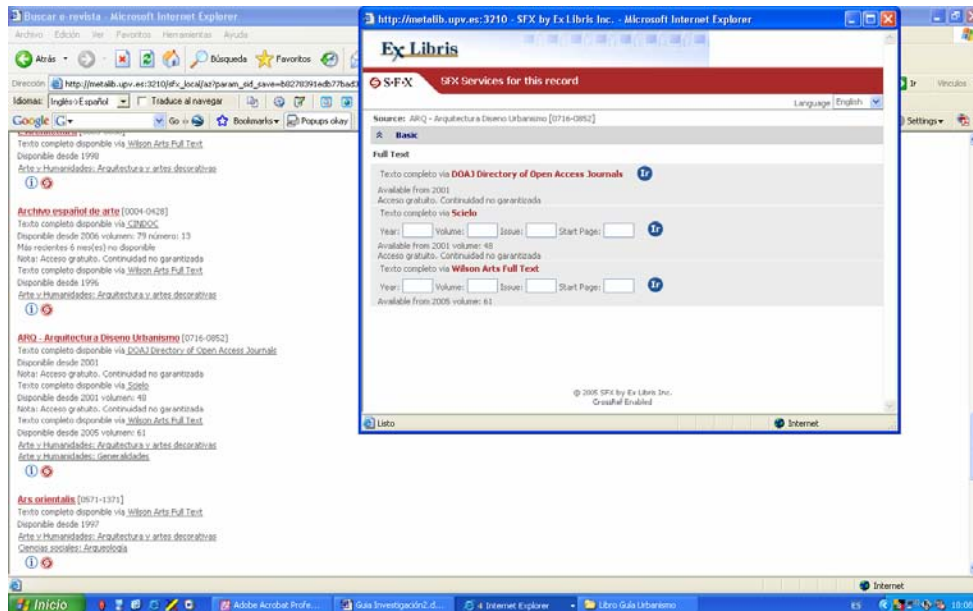 Buscar e-revista - Microsoft Internet Explorer
Archivo Edición Ver Favoritos Herramientas Ayuda
Atrás Búsqueda Favoritos
Dirección http://metalib.upv.es:3210/sfx_local/az?param_sid_save=b0278391edb77bad3
Ir Vínculos
Idiomas: Inglés Español Traduce al navegar
Google G Go Bookmarks Popups okay
Settings
Texto completo disponible vía Wilson Arts Full Text
Disponible desde 1998
Arte y Humanidades: Arquitectura y artes decorativas
Archivo español de arte [0004-0428]
Texto completo disponible vía CINDOC
Disponible desde 2006 volumen: 79 número: 13
Más recientes 6 mes(es) no disponible
Nota: Acceso gratuito. Continuidad no garantizada
Texto completo disponible vía Wilson Arts Full Text
Disponible desde 1996
Arte y Humanidades: Arquitectura y artes decorativas
ARQ - Arquitectura Diseno Urbanismo [0716-0852]
Texto completo disponible vía DOAJ Directory of Open Access Journals
Disponible desde 2001
Nota: Acceso gratuito. Continuidad no garantizada
Texto completo disponible vía Scielo
Disponible desde 2001 volumen: 48
Nota: Acceso gratuito. Continuidad no garantizada
Texto completo disponible vía Wilson Arts Full Text
Disponible desde 2005 volumen: 61
Arte y Humanidades: Arquitectura y artes decorativas
Arte y Humanidades: Generalidades
Ars orientalis [0571-1371]
Texto completo disponible vía Wilson Arts Full Text
Disponible desde 1997
Arte y Humanidades: Arquitectura y artes decorativas
Ciencias sociales: Arqueología
http://metalib.upv.es:3210 - SFX by Ex Libris Inc. - Microsoft Internet Explorer
Ex Libris
S·F·X SFX Services for this record
Language English
Source: ARQ - Arquitectura Diseno Urbanismo [0716-0852]
Basic
Full Text
Texto completo vía DOAJ Directory of Open Access Journals Ir
Available from 2001
Acceso gratuito. Continuidad no garantizada
Texto completo vía Scielo
Year: Volume: Issue: Start Page: Ir
Available from 2001 volume: 48
Acceso gratuito. Continuidad no garantizada
Texto completo vía Wilson Arts Full Text
Year: Volume: Issue: Start Page: Ir
Available from 2005 volume: 61
© 2005 SFX by Ex Libris Inc.
CrossRef Enabled
Listo Internet
Internet
Inicio Adobe Acrobat Profe... Guia Investigación2.d... 4 Internet Explorer Libro Guía Urbanismo ES 18:08